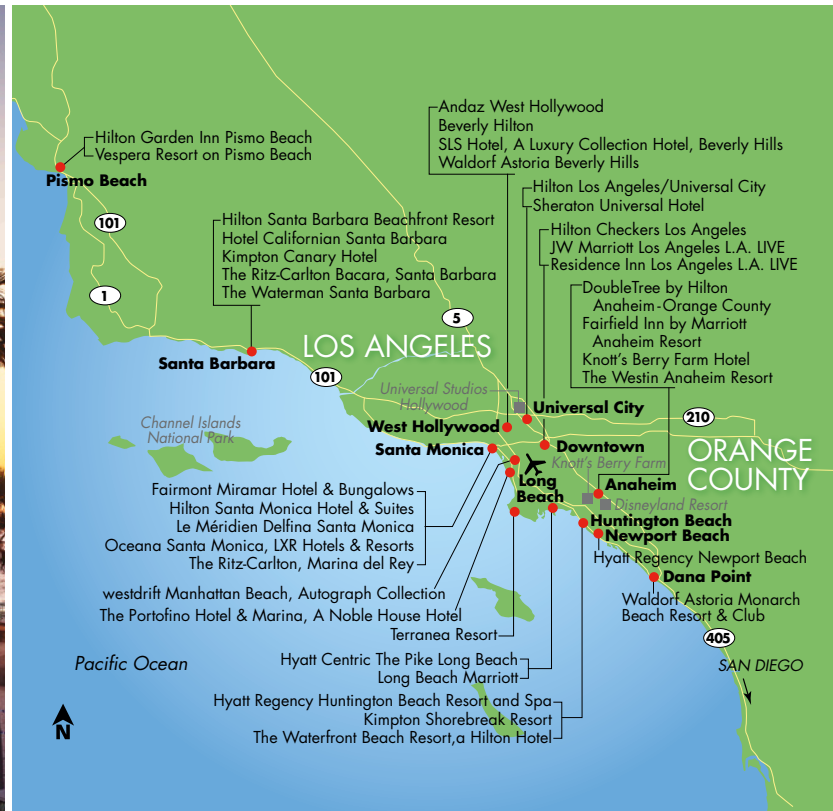 Andaz West Hollywood
Beverly Hilton
SLS Hotel, A Luxury Collection Hotel, Beverly Hills
Waldorf Astoria Beverly Hills
Hilton Garden Inn Pismo Beach
Vespera Resort on Pismo Beach
Pismo Beach
Hilton Los Angeles/Universal City
Sheraton Universal Hotel
101
Hilton Santa Barbara Beachfront Resort
Hotel Californian Santa Barbara
Kimpton Canary Hotel
The Ritz-Carlton Bacara, Santa Barbara
The Waterman Santa Barbara
Hilton Checkers Los Angeles
JW Marriott Los Angeles L.A. LIVE
Residence Inn Los Angeles L.A. LIVE
DoubleTree by Hilton
Anaheim-Orange County
Fairfield Inn by Marriott
Anaheim Resort
Knott's Berry Farm Hotel
The Westin Anaheim Resort
1
5
LOS ANGELES
Santa Barbara
101
Universal Studios
Hollywood
Universal City
210
Channel Islands
National Park
West Hollywood
Santa Monica
Downtown
ORANGE
COUNTY
Knott's Berry Farm
Long
Beach
Anaheim
Disneyland Resort
Fairmont Miramar Hotel & Bungalows
Hilton Santa Monica Hotel & Suites
Le Méridien Delfina Santa Monica
Oceana Santa Monica, LXR Hotels & Resorts
The Ritz-Carlton, Marina del Rey
Huntington Beach
Newport Beach
Hyatt Regency Newport Beach
Dana Point
westdrift Manhattan Beach, Autograph Collection
The Portofino Hotel & Marina, A Noble House Hotel
Terranea Resort
Waldorf Astoria Monarch
Beach Resort & Club
405
Pacific Ocean
Hyatt Centric The Pike Long Beach
Long Beach Marriott
SAN DIEGO
Hyatt Regency Huntington Beach Resort and Spa
Kimpton Shorebreak Resort
The Waterfront Beach Resort,a Hilton Hotel
N